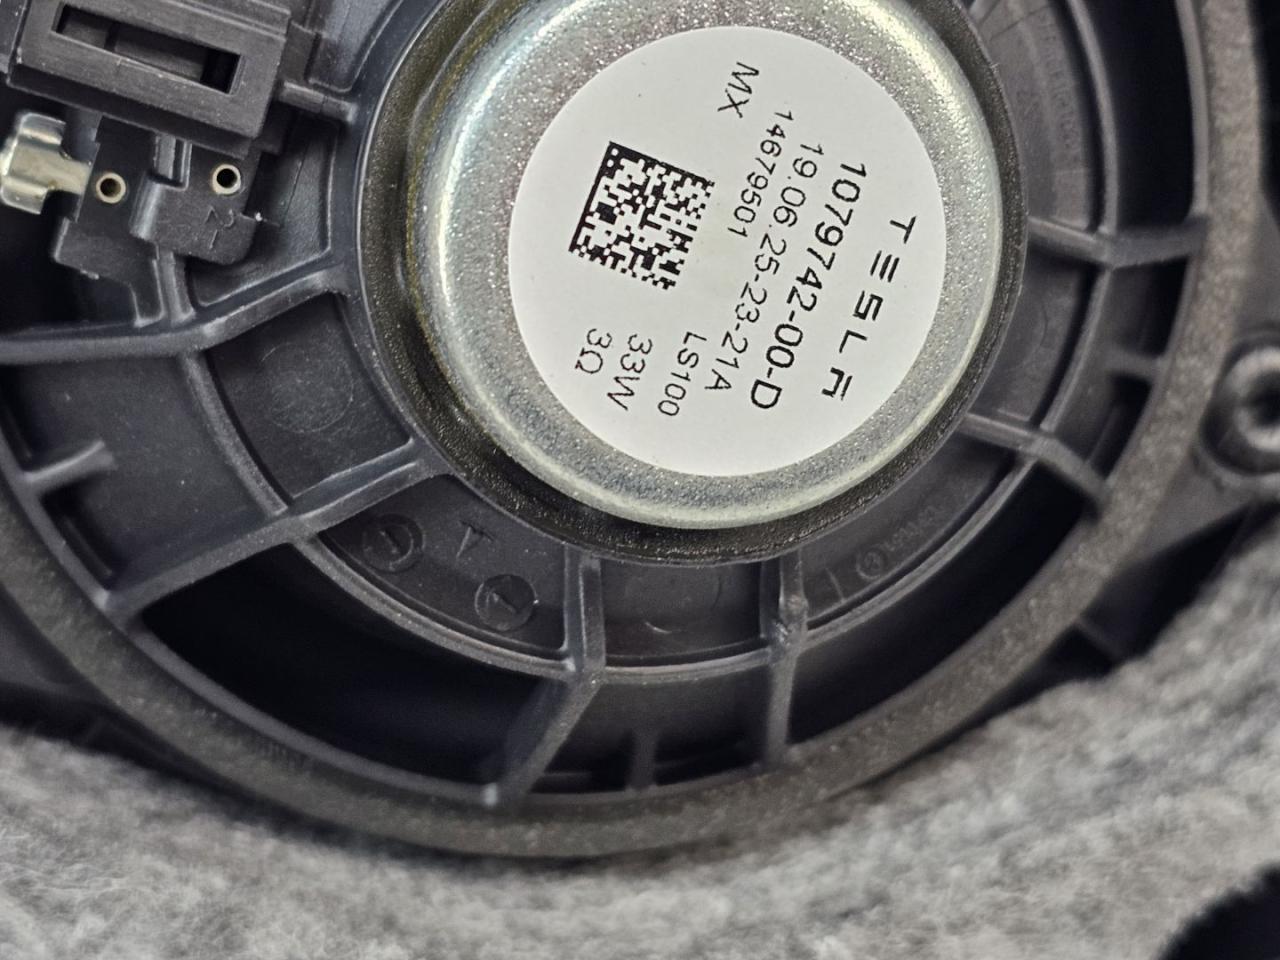 TESLA
1079742-00-D
19.06.25-23-21A
14679501
LS100
MX
33W
3Ω